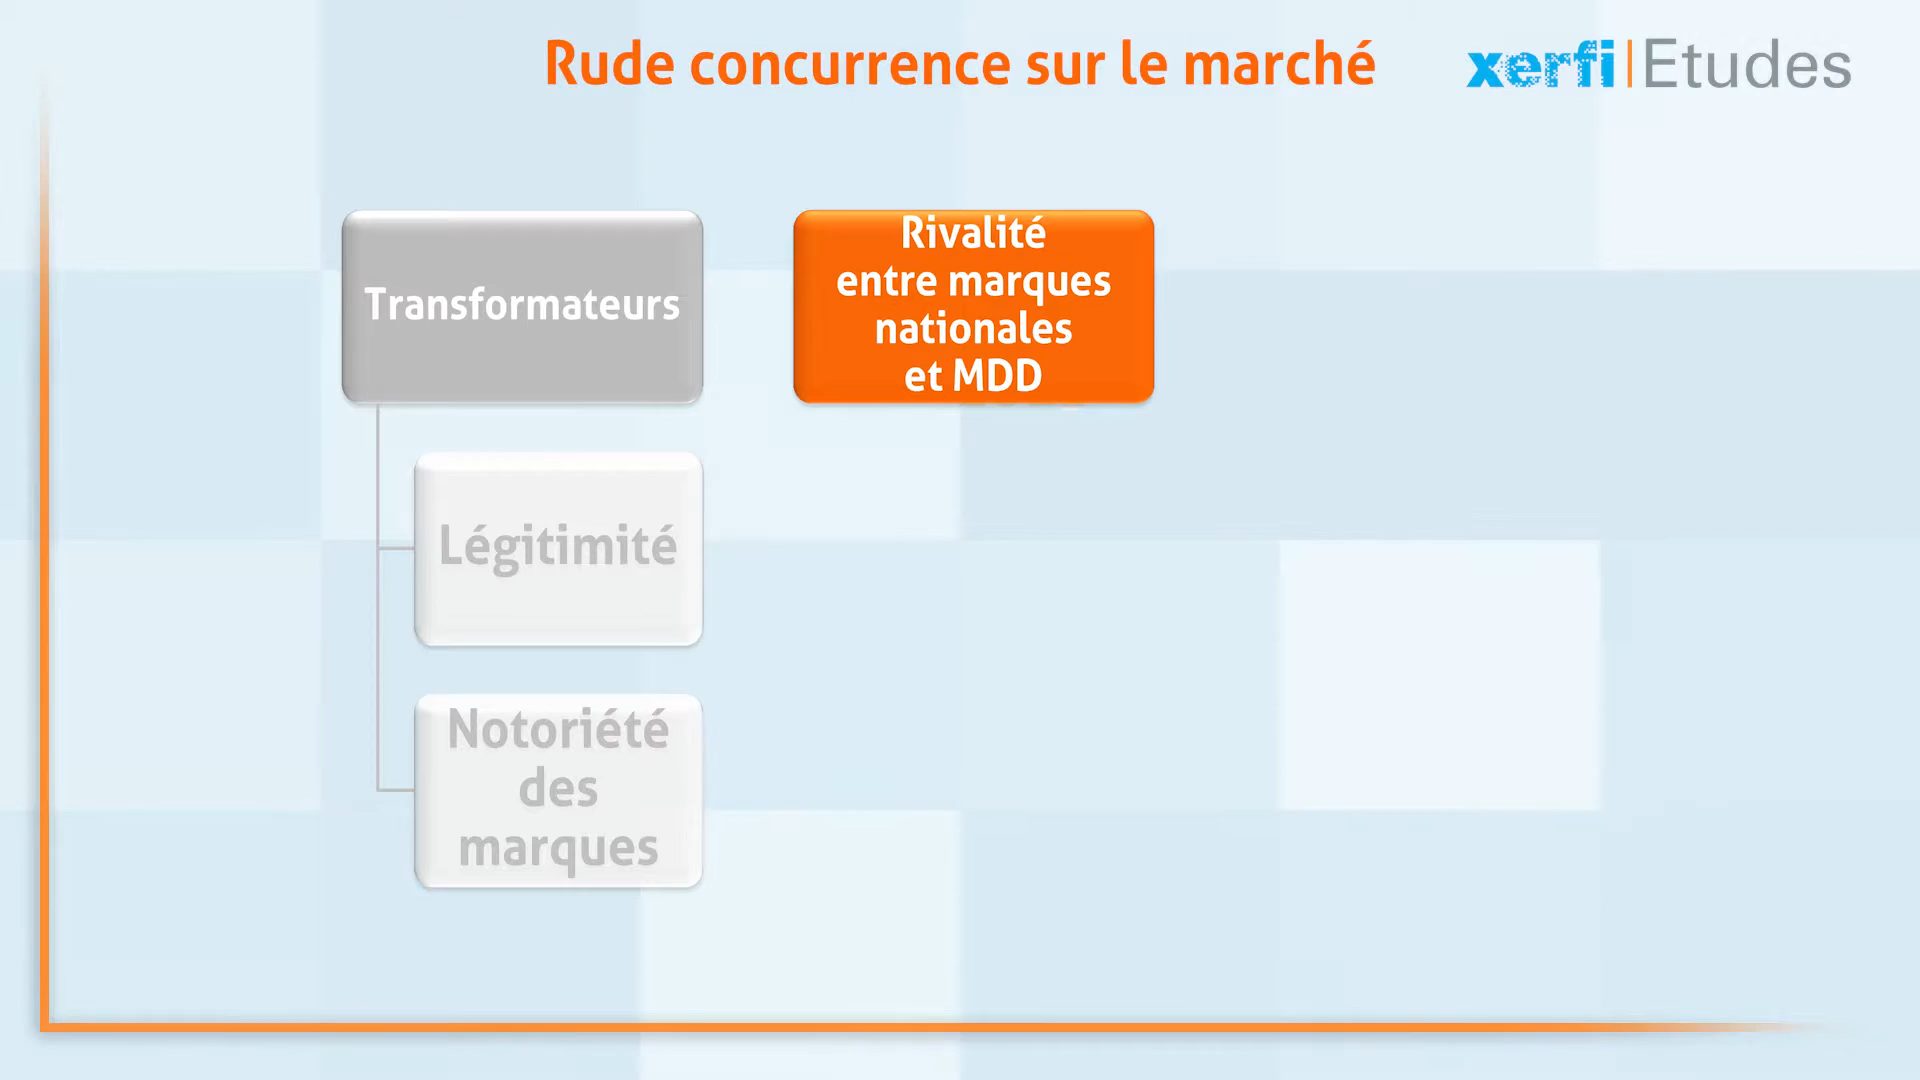 Rude concurrence sur le marché
xerfi Etudes
Transformateurs
Rivalité
entre marques
nationales
et MDD
Légitimité
Notoriété
des
marques